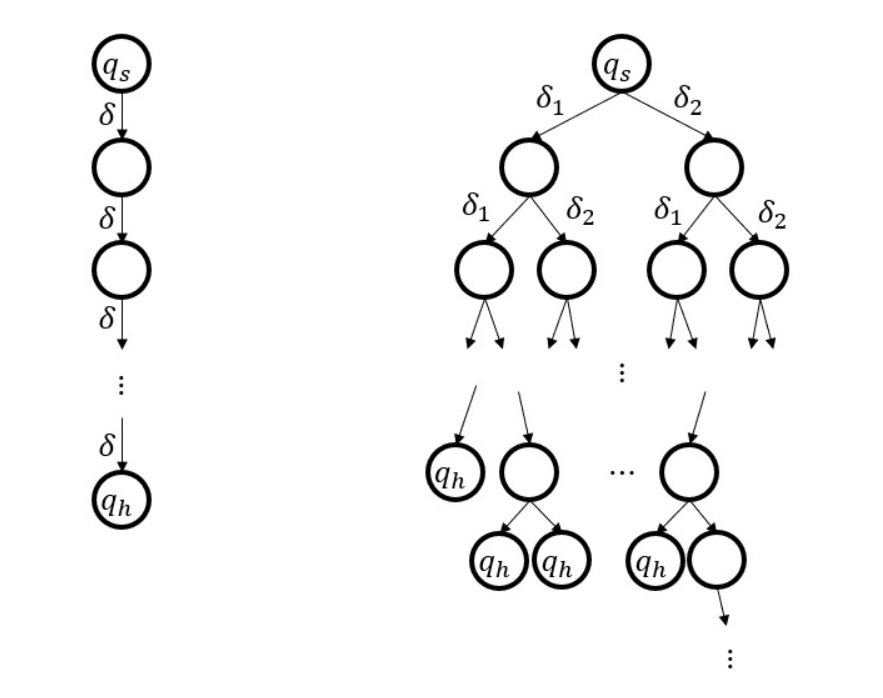 q_s
δ
δ
δ
⋮
δ
q_h
q_s
δ_1 δ_2
δ_1 δ_2 δ_1 δ_2
⋮
q_h ⋯
q_h q_h q_h
⋮